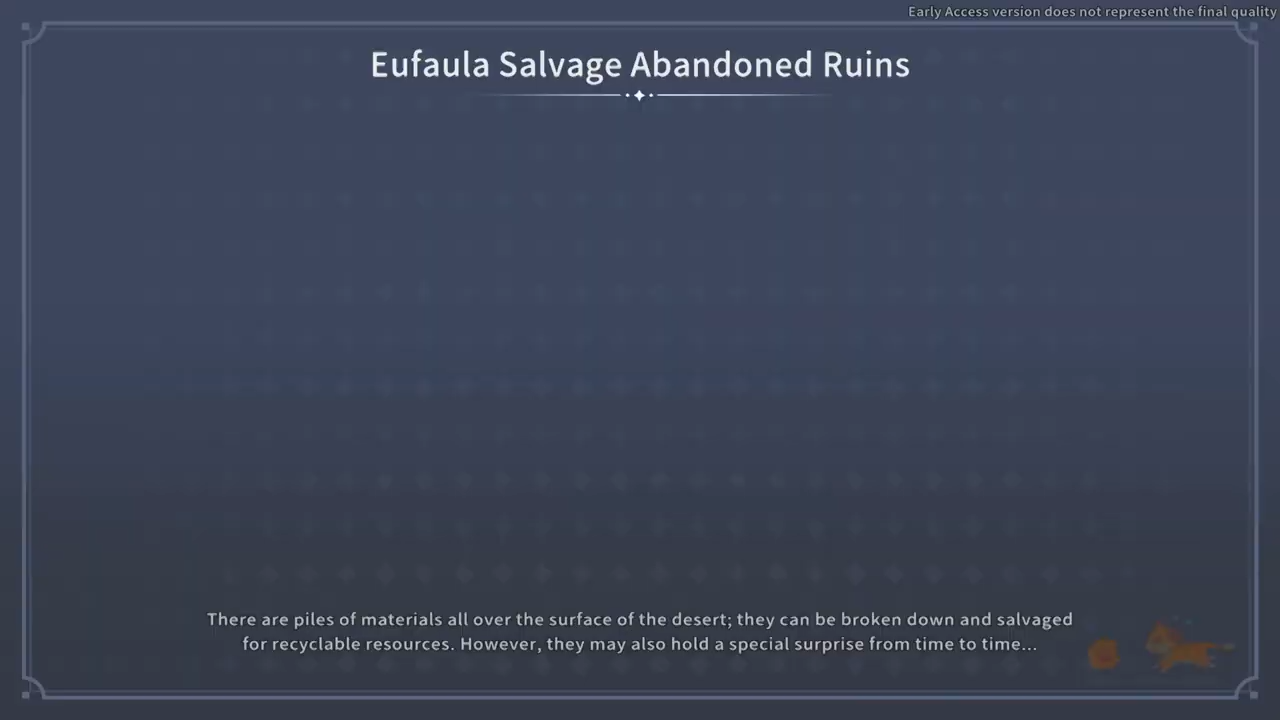 Early Access version does not represent the final quality
Eufaula Salvage Abandoned Ruins
There are piles of materials all over the surface of the desert; they can be broken down and salvaged
for recyclable resources. However, they may also hold a special surprise from time to time...